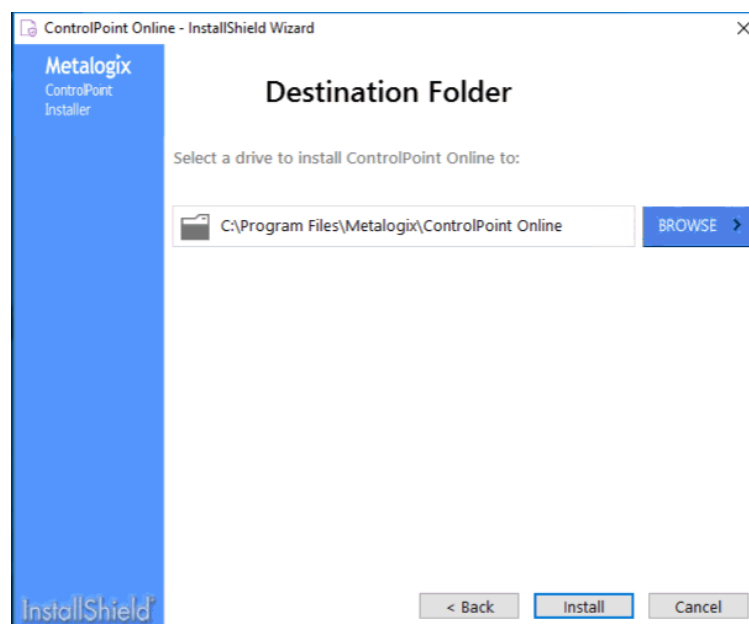 ControlPoint Online - InstallShield Wizard
Metalogix
ControlPoint
Installer
Destination Folder
Select a drive to install ControlPoint Online to:
C:\Program Files\Metalogix\ControlPoint Online
BROWSE
InstallShield
< Back
Install
Cancel